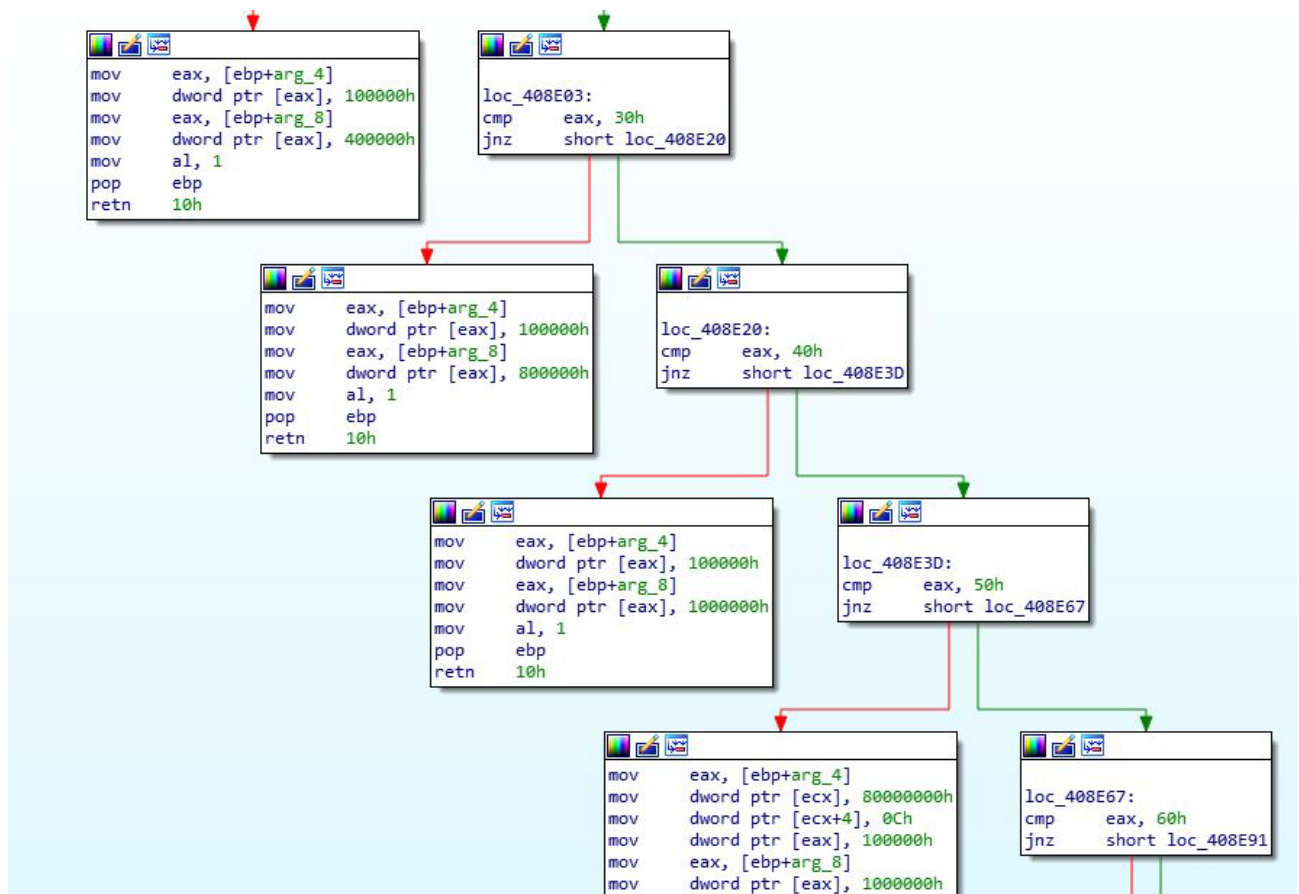 mov eax, [ebp+arg_4]
mov dword ptr [eax], 100000h
mov eax, [ebp+arg_8]
mov dword ptr [eax], 400000h
mov al, 1
pop ebp
retn 10h
loc_408E03:
cmp eax, 30h
jnz short loc_408E20
mov eax, [ebp+arg_4]
mov dword ptr [eax], 100000h
mov eax, [ebp+arg_8]
mov dword ptr [eax], 800000h
mov al, 1
pop ebp
retn 10h
loc_408E20:
cmp eax, 40h
jnz short loc_408E3D
mov eax, [ebp+arg_4]
mov dword ptr [eax], 100000h
mov eax, [ebp+arg_8]
mov dword ptr [eax], 1000000h
mov al, 1
pop ebp
retn 10h
loc_408E3D:
cmp eax, 50h
jnz short loc_408E67
mov eax, [ebp+arg_4]
mov dword ptr [ecx], 80000000h
mov dword ptr [ecx+4], 0Ch
mov dword ptr [eax], 100000h
mov eax, [ebp+arg_8]
mov dword ptr [eax], 1000000h
loc_408E67:
cmp eax, 60h
jnz short loc_408E91